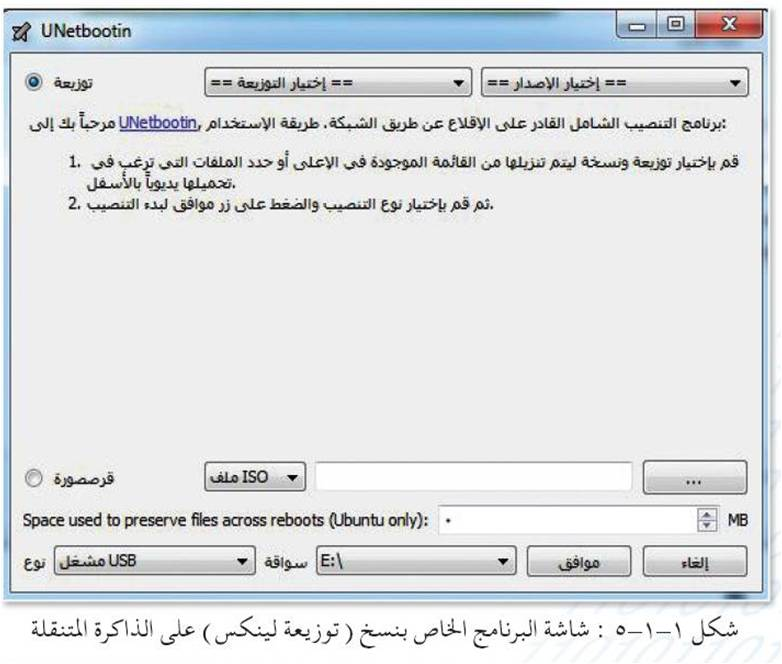 UNetbootin
توزيعة == إختيار التوزيعة == == إختيار الإصدار ==
مرحباً بك إلى UNetbootin, برنامج التنصيب الشامل القادر على الإقلاع عن طريق الشبكة. طريقة الإستخدام:
1. قم بإختيار توزيعة ونسخة ليتم تنزيلها من القائمة الموجودة في الإعلى أو حدد الملفات التي ترغب في
تحميلها يديوياً بالأسفل.
2. ثم قم بإختيار نوع التنصيب والضغط على زر موافق لبدء التنصيب.
قرصصورة ملف ISO ...
Space used to preserve files across reboots (Ubuntu only): ٠ MB
نوع مشغل USB سواقة E:\ موافق إلغاء
شكل ١-١-٥ : شاشة البرنامج الخاص بنسخ ( توزيعة لينكس ) على الذاكرة المتنقلة